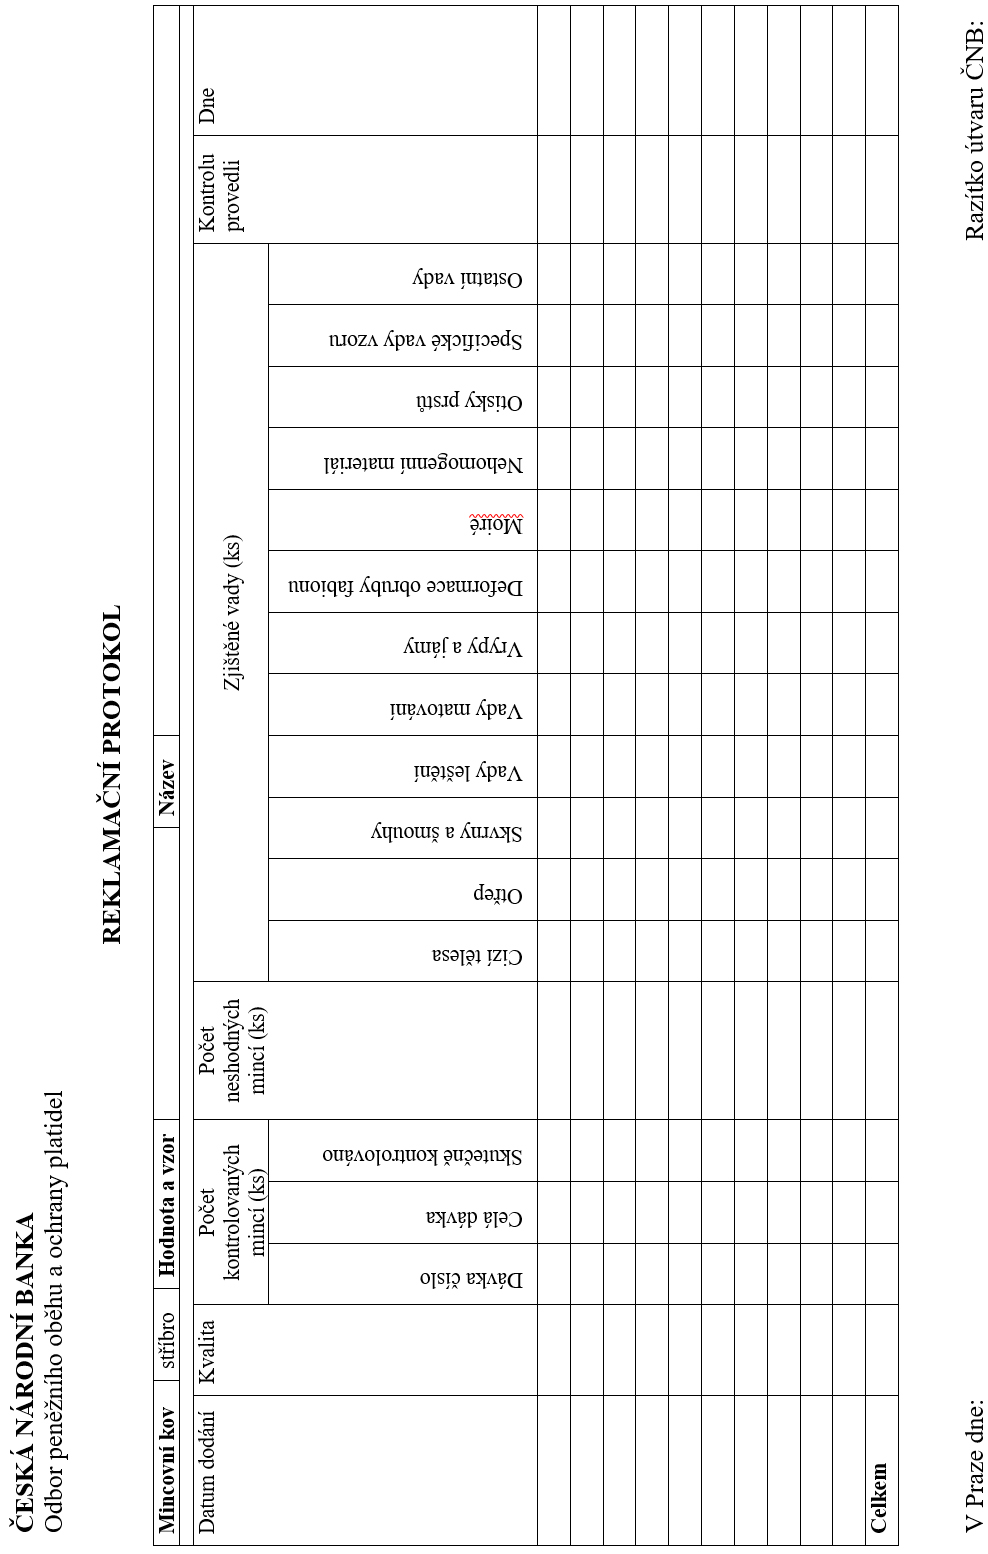 ČESKÁ NÁRODNÍ BANKA
Odbor peněžního oběhu a ochrany platidel
REKLAMAČNÍ PROTOKOL
Mincovní kov stříbro Hodnota a vzor Název
Datum dodání
Kvalita
Počet
kontrolovaných
mincí (ks)
Dávka číslo
Celá dávka
Skutečně kontrolováno
Počet
neshodných
mincí (ks)
Zjištěné vady (ks)
Cizí tělesa
Otřep
Skvrny a šmouhy
Vady leštění
Vady matování
Vrypy a jámy
Deformace obruby fabionu
Moiré
Nehomogenní materiál
Otisky prstů
Specifické vady vzoru
Ostatní vady
Kontrolu
provedli
Dne
Celkem
V Praze dne:
Razítko útvaru ČNB: